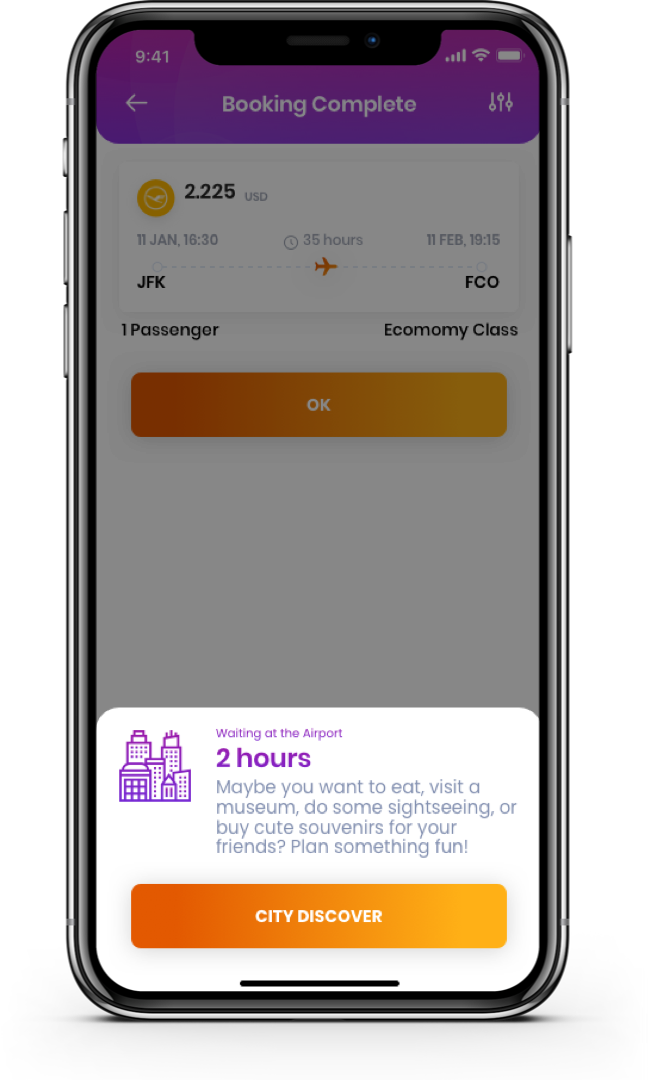 9:41
Booking Complete
2.225 USD
11 JAN, 16:30 35 hours 11 FEB, 19:15
JFK FCO
1 Passenger Ecomomy Class
OK
Waiting at the Airport
2 hours
Maybe you want to eat, visit a
museum, do some sightseeing, or
buy cute souvenirs for your
friends? Plan something fun!
CITY DISCOVER